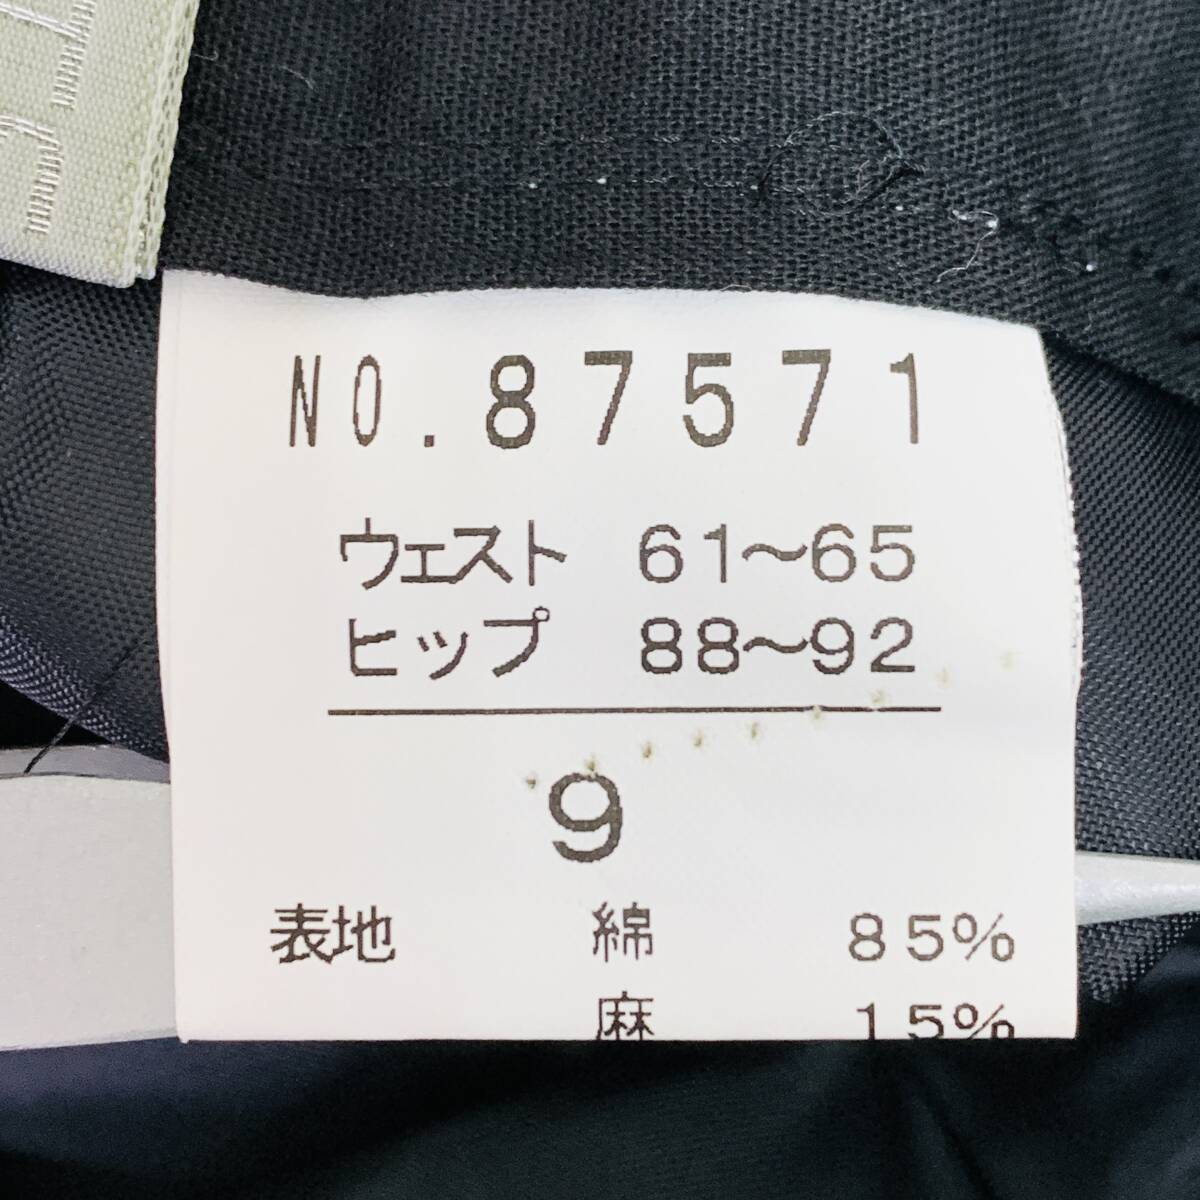 NO.87571
ウェスト 61～65
ヒップ 88～92
9
表地 綿 85%
麻 15%